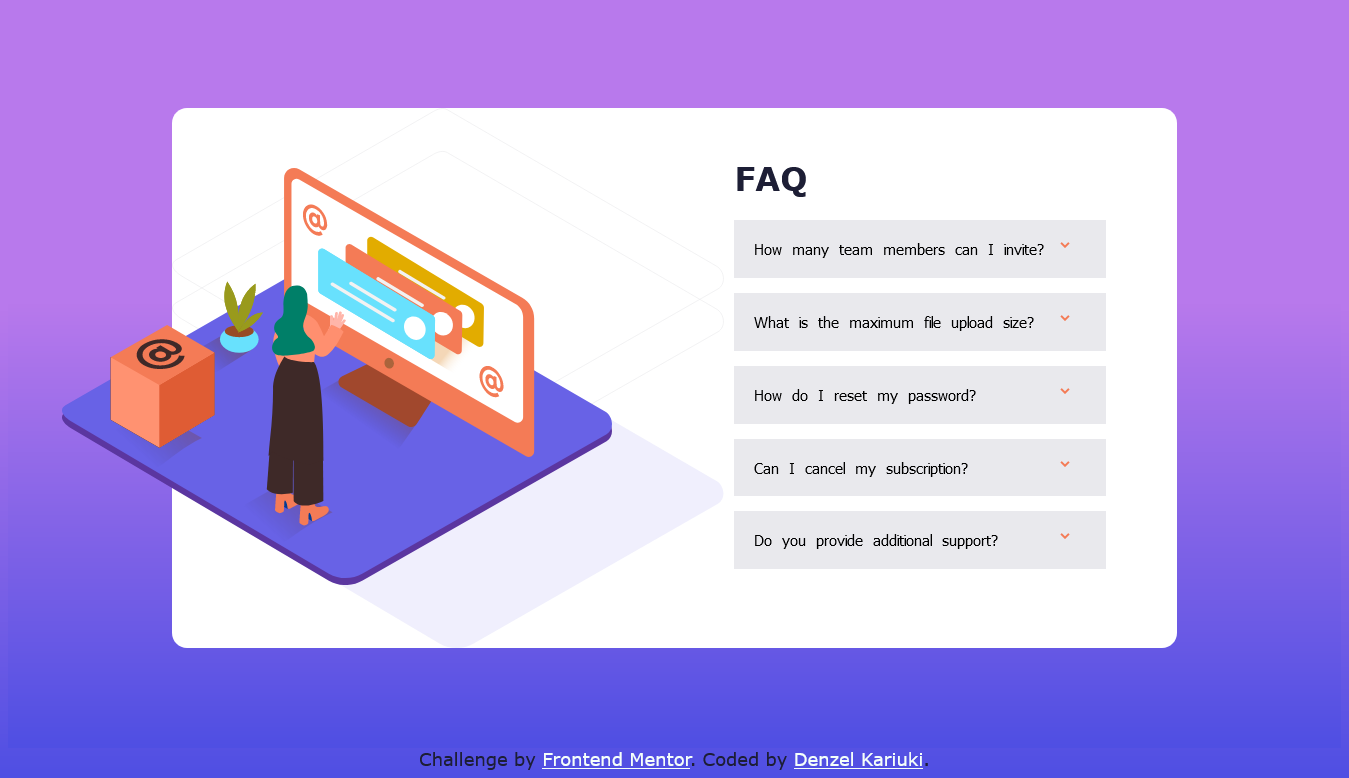 FAQ
How many team members can I invite?
What is the maximum file upload size?
How do I reset my password?
Can I cancel my subscription?
Do you provide additional support?
@
@
@
Challenge by Frontend Mentor. Coded by Denzel Kariuki.